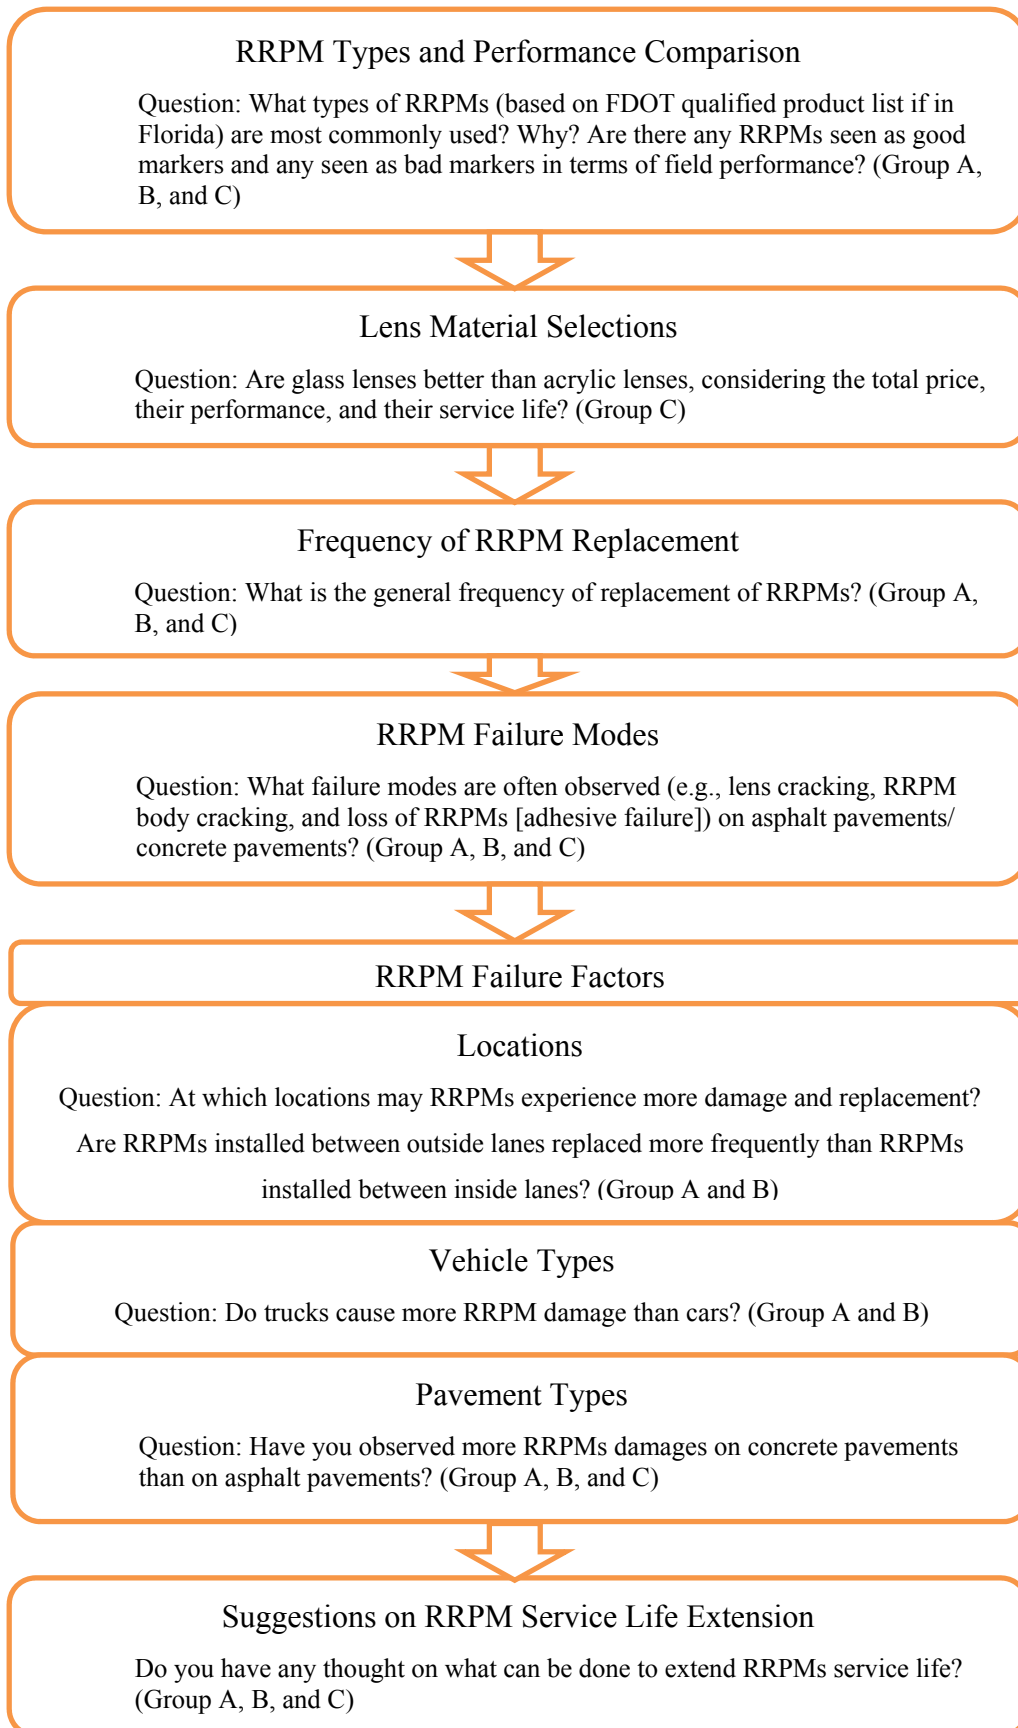 RRPM Types and Performance Comparison
Question: What types of RRPMs (based on FDOT qualified product list if in
Florida) are most commonly used? Why? Are there any RRPMs seen as good
markers and any seen as bad markers in terms of field performance? (Group A,
B, and C)
Lens Material Selections
Question: Are glass lenses better than acrylic lenses, considering the total price,
their performance, and their service life? (Group C)
Frequency of RRPM Replacement
Question: What is the general frequency of replacement of RRPMs? (Group A,
B, and C)
RRPM Failure Modes
Question: What failure modes are often observed (e.g., lens cracking, RRPM
body cracking, and loss of RRPMs [adhesive failure]) on asphalt pavements/
concrete pavements? (Group A, B, and C)
RRPM Failure Factors
Locations
Question: At which locations may RRPMs experience more damage and replacement?
Are RRPMs installed between outside lanes replaced more frequently than RRPMs
installed between inside lanes? (Group A and B)
Vehicle Types
Question: Do trucks cause more RRPM damage than cars? (Group A and B)
Pavement Types
Question: Have you observed more RRPMs damages on concrete pavements
than on asphalt pavements? (Group A, B, and C)
Suggestions on RRPM Service Life Extension
Do you have any thought on what can be done to extend RRPMs service life?
(Group A, B, and C)